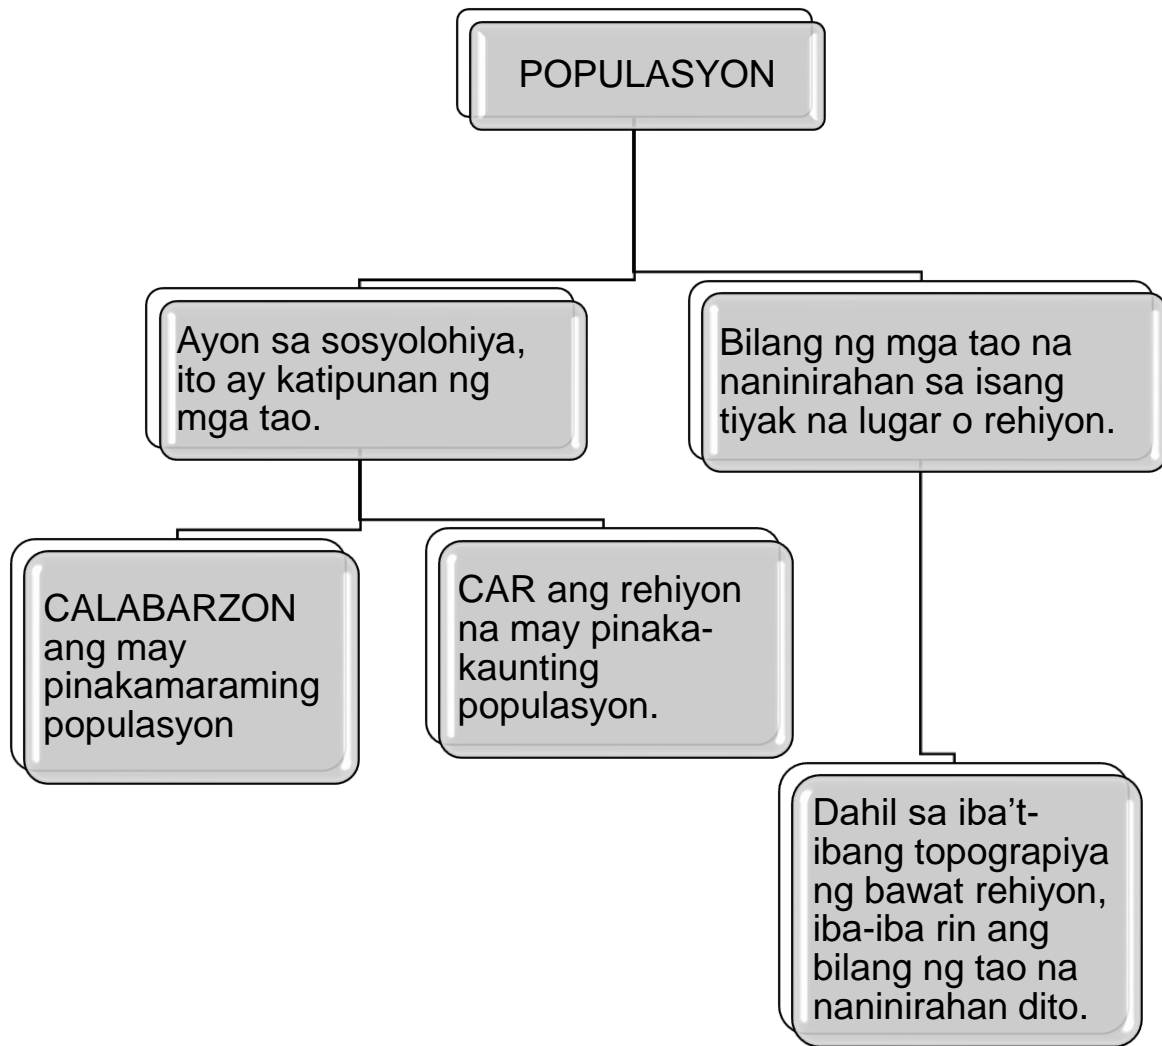 POPULASYON
Ayon sa sosyolohiya,
ito ay katipunan ng
mga tao.
Bilang ng mga tao na
naninirahan sa isang
tiyak na lugar o rehiyon.
CALABARZON
ang may
pinakamaraming
populasyon
CAR ang rehiyon
na may pinaka-
kaunting
populasyon.
Dahil sa iba’t-
ibang topograpiya
ng bawat rehiyon,
iba-iba rin ang
bilang ng tao na
naninirahan dito.